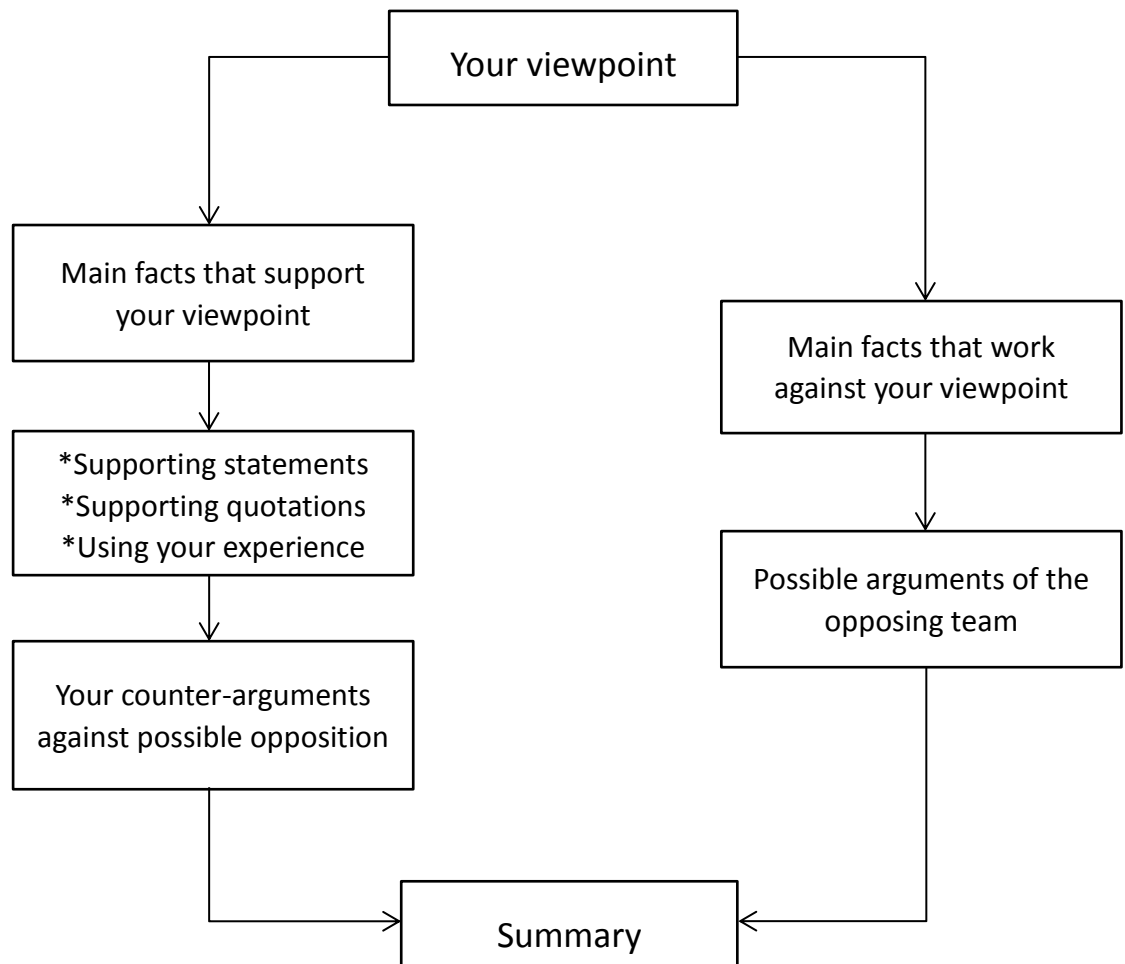 Your viewpoint
Main facts that support
your viewpoint
*Supporting statements
*Supporting quotations
*Using your experience
Your counter-arguments
against possible opposition
Main facts that work
against your viewpoint
Possible arguments of the
opposing team
Summary